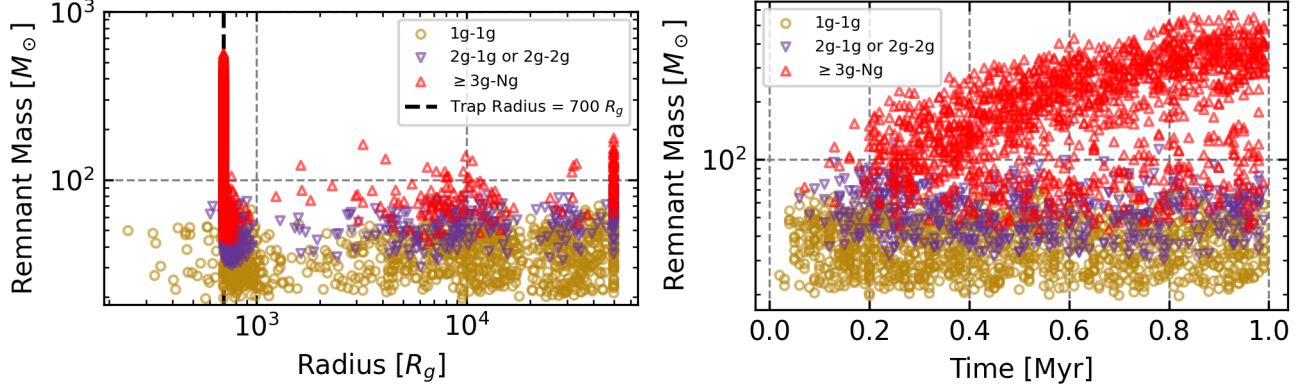 10³
10²
Remnant Mass [M⊙]
1g-1g
2g-1g or 2g-2g
≥ 3g-Ng
Trap Radius = 700 R_g
10³
10⁴
Radius [R_g]
10²
Remnant Mass [M⊙]
1g-1g
2g-1g or 2g-2g
≥ 3g-Ng
0.0 0.2 0.4 0.6 0.8 1.0
Time [Myr]